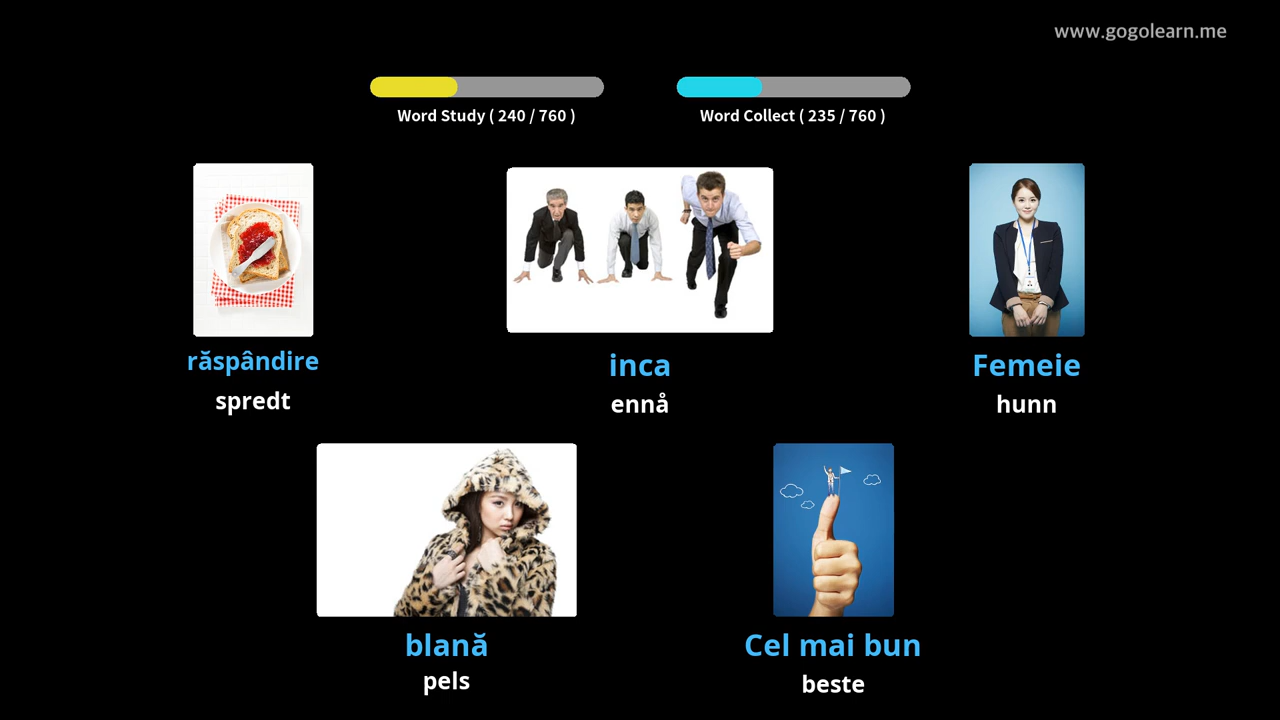 www.gogolearn.me
Word Study ( 240 / 760 )
Word Collect ( 235 / 760 )
răspândire
spredt
inca
ennå
Femeie
hunn
blană
pels
Cel mai bun
beste